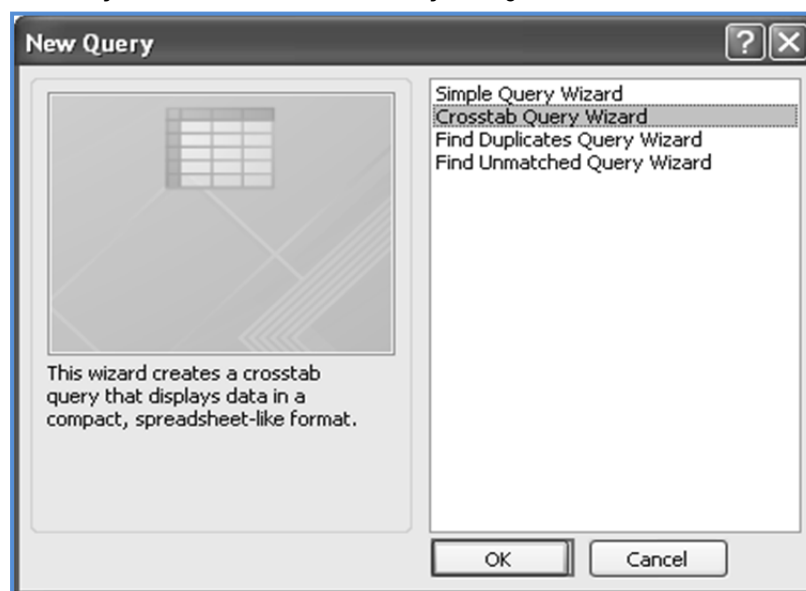 New Query
Simple Query Wizard
Crosstab Query Wizard
Find Duplicates Query Wizard
Find Unmatched Query Wizard
This wizard creates a crosstab
query that displays data in a
compact, spreadsheet-like format.
OK
Cancel